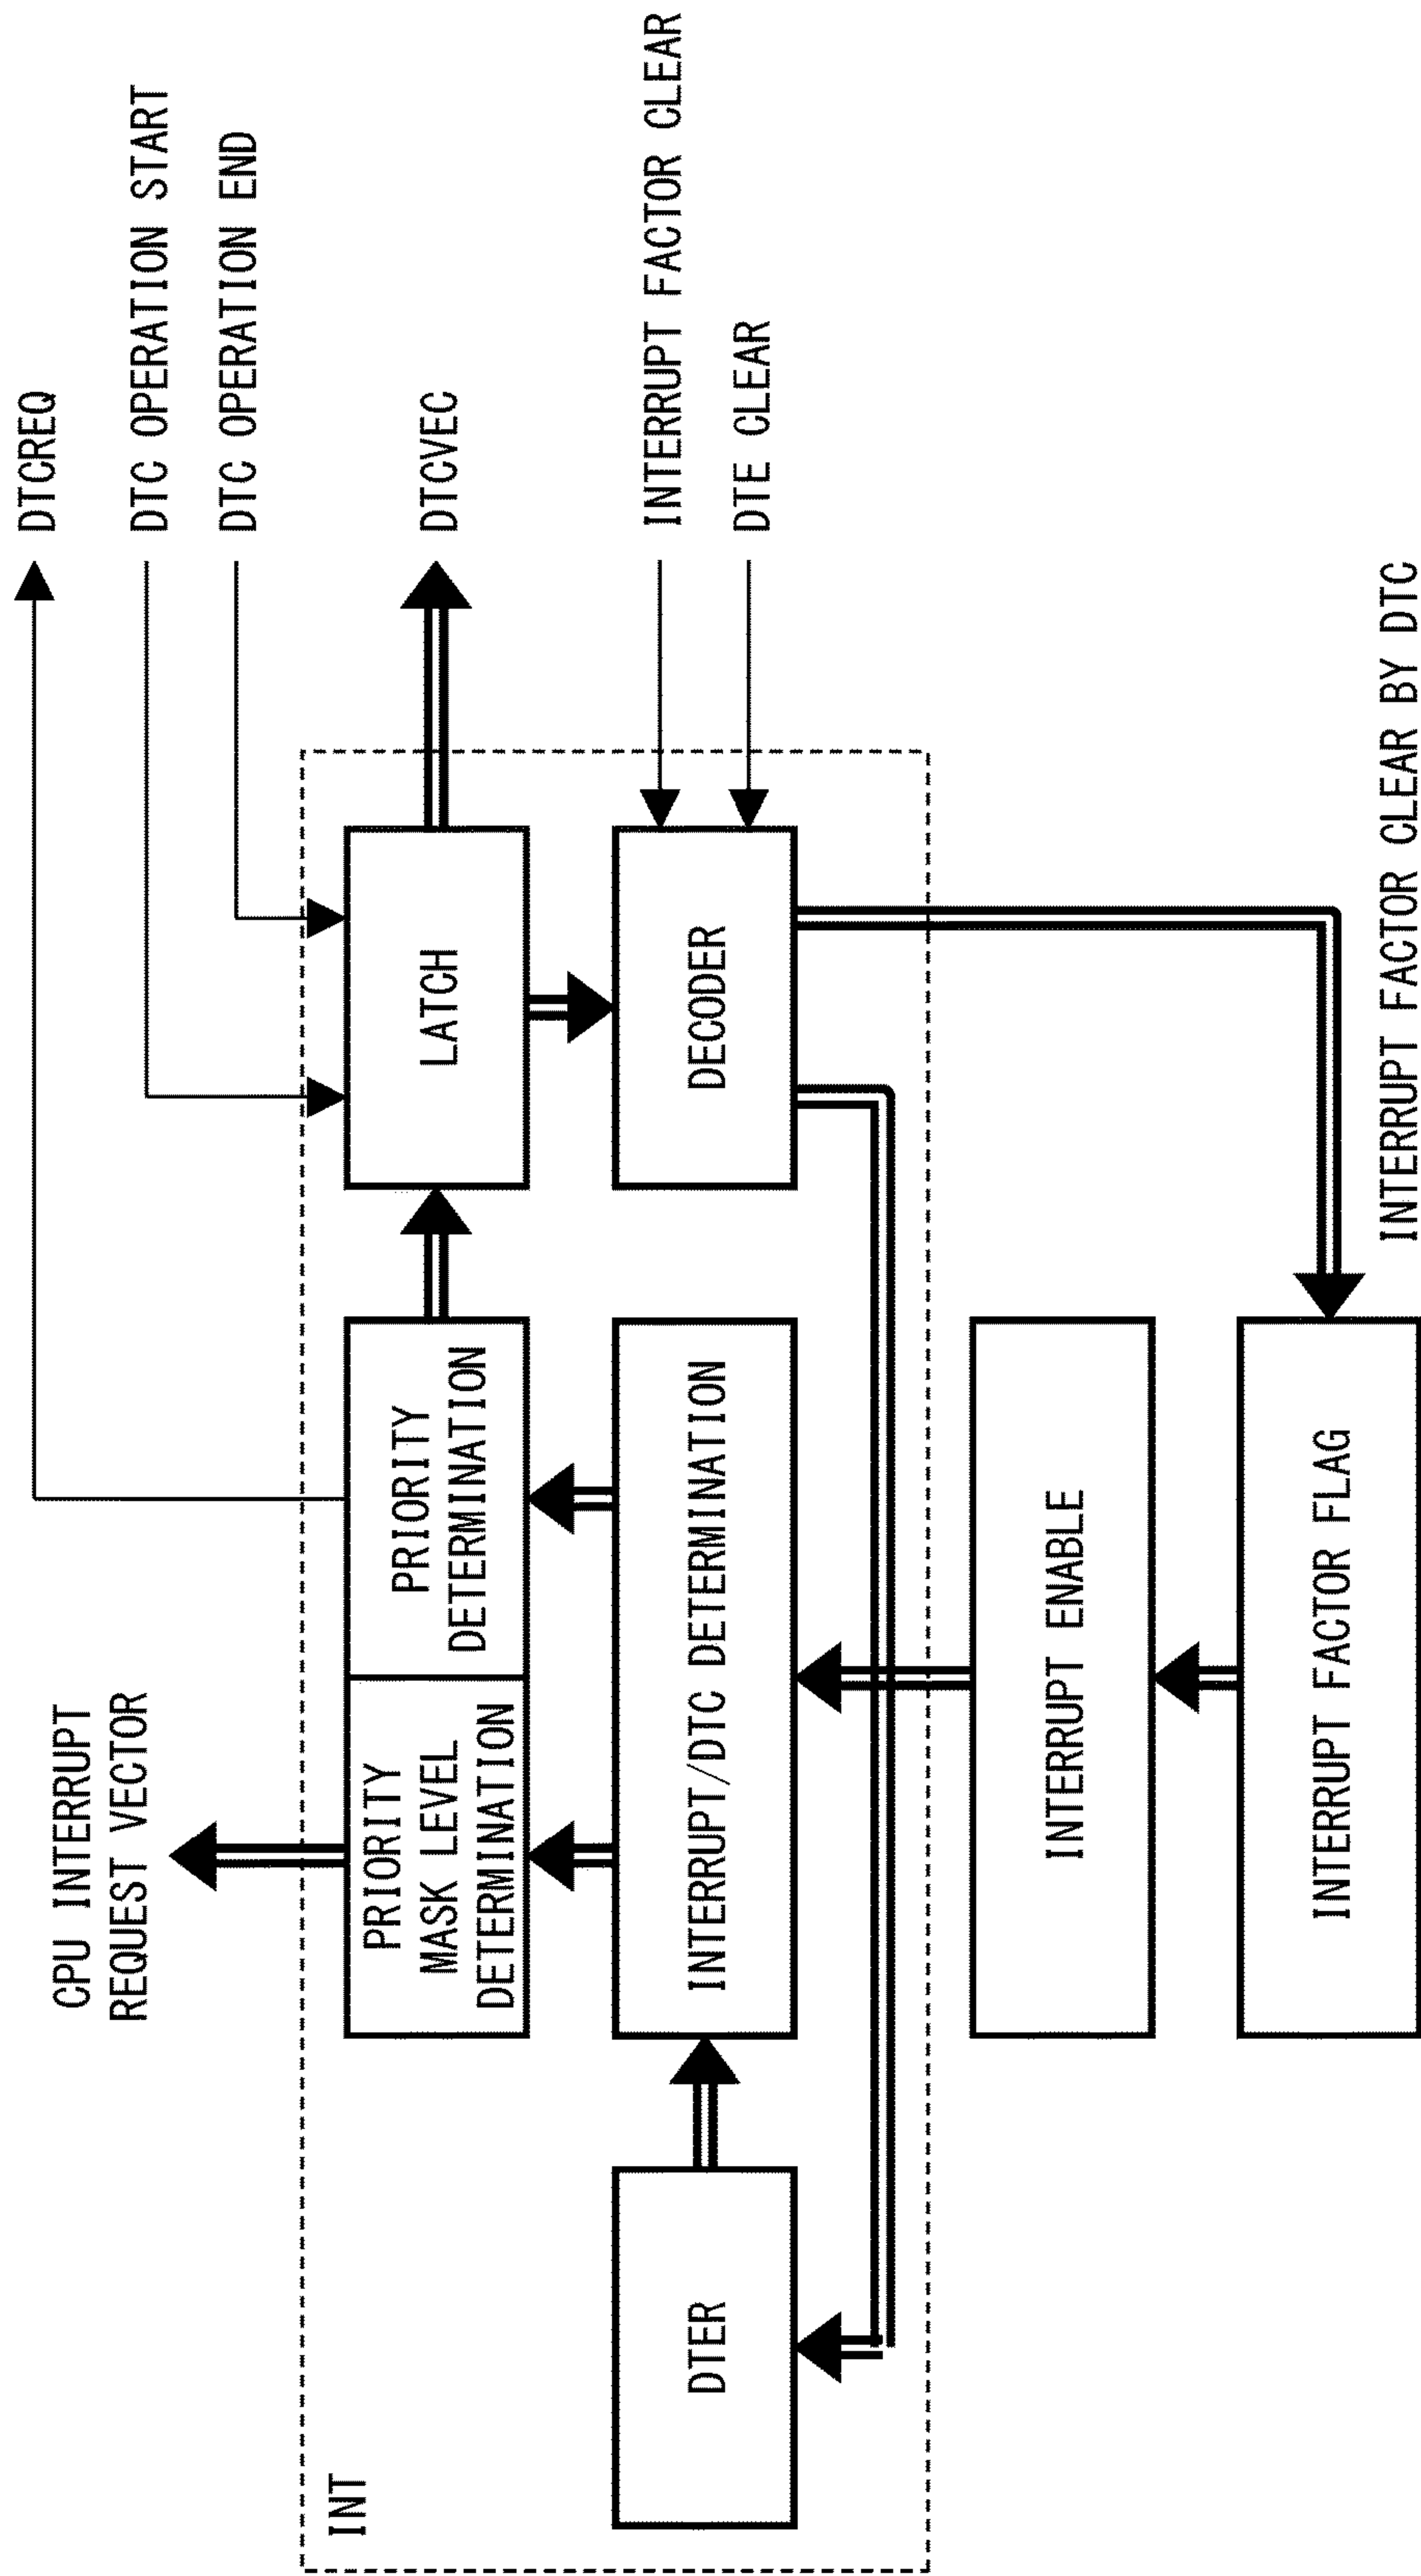 CPU INTERRUPT
REQUEST VECTOR
DTCREQ
DTC OPERATION START
DTC OPERATION END
INT
PRIORITY
MASK LEVEL
DETERMINATION
PRIORITY
DETERMINATION
LATCH
DTCVEC
DTER
INTERRUPT/DTC DETERMINATION
DECODER
INTERRUPT FACTOR CLEAR
DTE CLEAR
INTERRUPT ENABLE
INTERRUPT FACTOR FLAG
INTERRUPT FACTOR CLEAR BY DTC